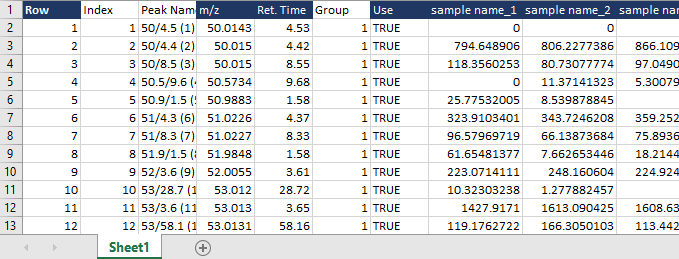 1 Row Index Peak Name m/z Ret. Time Group Use sample name_1 sample name_2 sample nam
2 1 1 50/4.5 (1) 50.0143 4.53 1 TRUE 0 0
3 2 2 50/4.4 (2) 50.015 4.42 1 TRUE 794.648906 806.2277386 866.109
4 3 3 50/8.5 (3) 50.015 8.55 1 TRUE 118.3560253 80.73077774 97.0490
5 4 4 50.5/9.6 (4 50.5734 9.68 1 TRUE 0 11.37141323 5.30079
6 5 5 50.9/1.5 (5 50.9883 1.58 1 TRUE 25.77532005 8.539878845
7 6 6 51/4.3 (6) 51.0226 4.37 1 TRUE 323.9103401 343.7246208 359.252
8 7 7 51/8.3 (7) 51.0227 8.33 1 TRUE 96.57969719 66.13873684 75.8936
9 8 8 51.9/1.5 (8 51.9848 1.58 1 TRUE 61.65481377 7.662653446 18.2144
10 9 9 52/3.6 (9) 52.0055 3.61 1 TRUE 223.0714111 248.160604 224.924
11 10 10 53/28.7 (1 53.012 28.72 1 TRUE 10.32303238 1.277882457
12 11 11 53/3.6 (11 53.013 3.65 1 TRUE 1427.9171 1613.090425 1608.63
13 12 12 53/58.1 (1 53.0131 58.16 1 TRUE 119.1762722 166.3050103 113.442
Sheet1